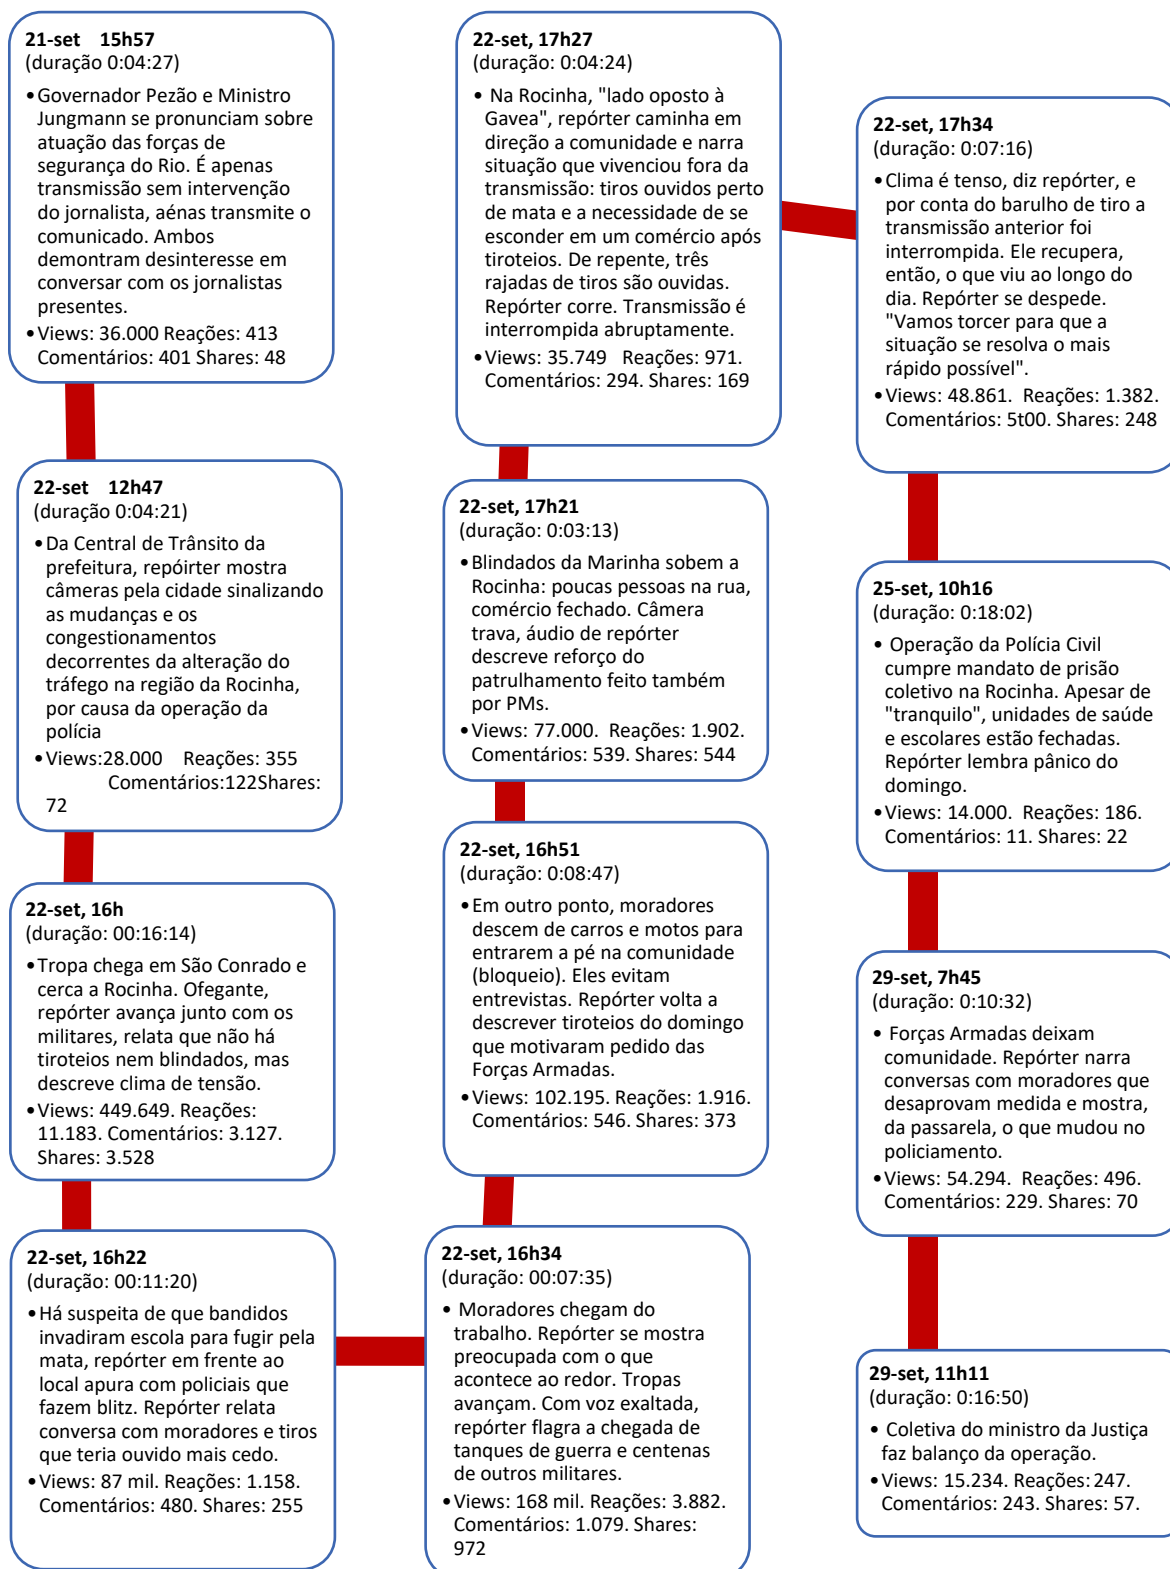 21-set 15h57
(duração 0:04:27)
•Governador Pezão e Ministro
Jungmann se pronunciam sobre
atuação das forças de
segurança do Rio. É apenas
transmissão sem intervenção
do jornalista, aénas transmite o
comunicado. Ambos
demontram desinteresse em
conversar com os jornalistas
presentes.
•Views: 36.000 Reações: 413
Comentários: 401 Shares: 48
22-set 12h47
(duração 0:04:21)
•Da Central de Trânsito da
prefeitura, repóirter mostra
câmeras pela cidade sinalizando
as mudanças e os
congestionamentos
decorrentes da alteração do
tráfego na região da Rocinha,
por causa da operação da
polícia
•Views:28.000 Reações: 355
Comentários:122Shares:
72
22-set, 16h
(duração: 00:16:14)
•Tropa chega em São Conrado e
cerca a Rocinha. Ofegante,
repórter avança junto com os
militares, relata que não há
tiroteios nem blindados, mas
descreve clima de tensão.
•Views: 449.649. Reações:
11.183. Comentários: 3.127.
Shares: 3.528
22-set, 16h22
(duração: 00:11:20)
•Há suspeita de que bandidos
invadiram escola para fugir pela
mata, repórter em frente ao
local apura com policiais que
fazem blitz. Repórter relata
conversa com moradores e tiros
que teria ouvido mais cedo.
•Views: 87 mil. Reações: 1.158.
Comentários: 480. Shares: 255
22-set, 16h34
(duração: 00:07:35)
• Moradores chegam do
trabalho. Repórter se mostra
preocupada com o que
acontece ao redor. Tropas
avançam. Com voz exaltada,
repórter flagra a chegada de
tanques de guerra e centenas
de outros militares.
•Views: 168 mil. Reações: 3.882.
Comentários: 1.079. Shares:
972
22-set, 16h51
(duração: 0:08:47)
•Em outro ponto, moradores
descem de carros e motos para
entrarem a pé na comunidade
(bloqueio). Eles evitam
entrevistas. Repórter volta a
descrever tiroteios do domingo
que motivaram pedido das
Forças Armadas.
•Views: 102.195. Reações: 1.916.
Comentários: 546. Shares: 373
22-set, 17h21
(duração: 0:03:13)
•Blindados da Marinha sobem a
Rocinha: poucas pessoas na rua,
comércio fechado. Câmera
trava, áudio de repórter
descreve reforço do
patrulhamento feito também
por PMs.
•Views: 77.000. Reações: 1.902.
Comentários: 539. Shares: 544
22-set, 17h27
(duração: 0:04:24)
• Na Rocinha, "lado oposto à
Gavea", repórter caminha em
direção a comunidade e narra
situação que vivenciou fora da
transmissão: tiros ouvidos perto
de mata e a necessidade de se
esconder em um comércio após
tiroteios. De repente, três
rajadas de tiros são ouvidas.
Repórter corre. Transmissão é
interrompida abruptamente.
•Views: 35.749 Reações: 971.
Comentários: 294. Shares: 169
22-set, 17h34
(duração: 0:07:16)
•Clima é tenso, diz repórter, e
por conta do barulho de tiro a
transmissão anterior foi
interrompida. Ele recupera,
então, o que viu ao longo do
dia. Repórter se despede.
"Vamos torcer para que a
situação se resolva o mais
rápido possível".
•Views: 48.861. Reações: 1.382.
Comentários: 5t00. Shares: 248
25-set, 10h16
(duração: 0:18:02)
• Operação da Polícia Civil
cumpre mandato de prisão
coletivo na Rocinha. Apesar de
"tranquilo", unidades de saúde
e escolares estão fechadas.
Repórter lembra pânico do
domingo.
•Views: 14.000. Reações: 186.
Comentários: 11. Shares: 22
29-set, 7h45
(duração: 0:10:32)
• Forças Armadas deixam
comunidade. Repórter narra
conversas com moradores que
desaprovam medida e mostra,
da passarela, o que mudou no
policiamento.
•Views: 54.294. Reações: 496.
Comentários: 229. Shares: 70
29-set, 11h11
(duração: 0:16:50)
• Coletiva do ministro da Justiça
faz balanço da operação.
•Views: 15.234. Reações: 247.
Comentários: 243. Shares: 57.